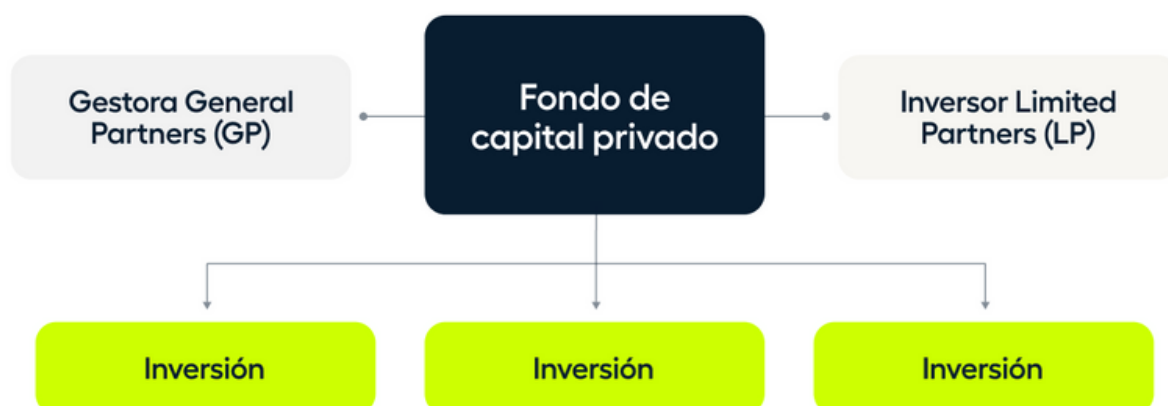 Gestora General
Partners (GP)
Fondo de
capital privado
Inversor Limited
Partners (LP)
Inversión
Inversión
Inversión